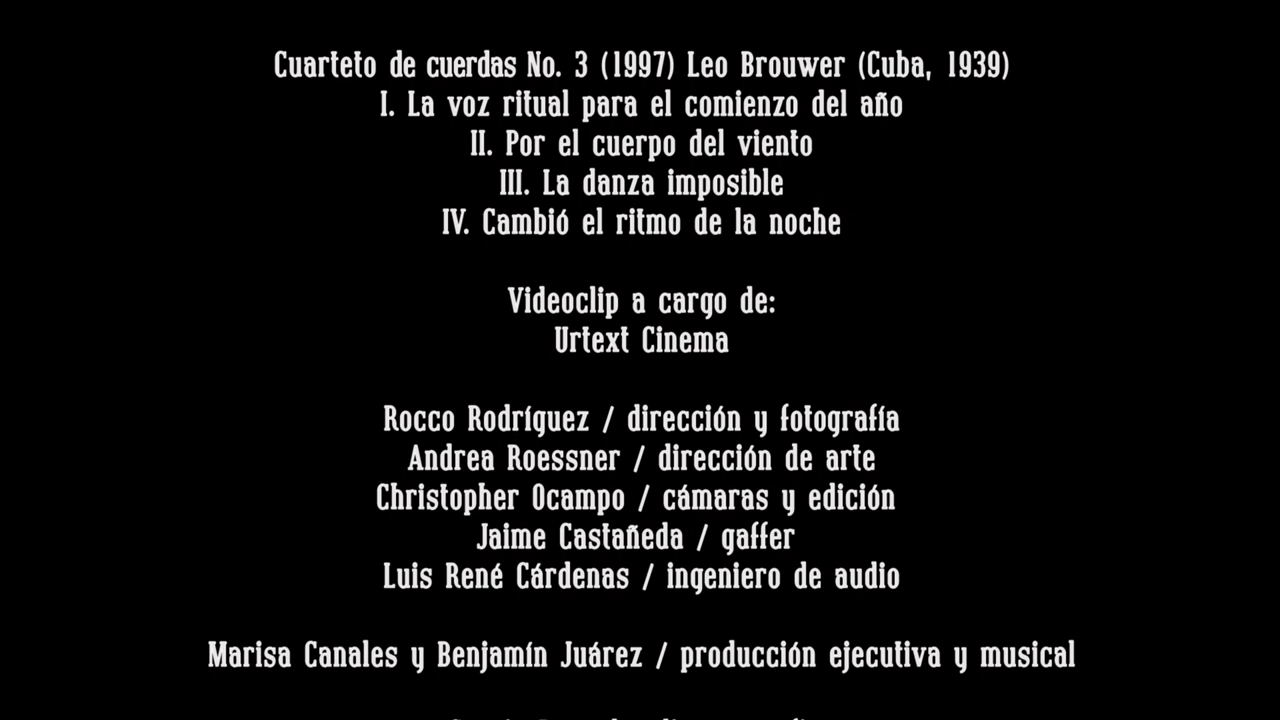 Cuarteto de cuerdas No. 3 (1997) Leo Brouwer (Cuba, 1939)
I. La voz ritual para el comienzo del año
II. Por el cuerpo del viento
III. La danza imposible
IV. Cambió el ritmo de la noche
Videoclip a cargo de:
Urtext Cinema
Rocco Rodríguez / dirección y fotografía
Andrea Roessner / dirección de arte
Christopher Ocampo / cámaras y edición
Jaime Castañeda / gaffer
Luis René Cárdenas / ingeniero de audio
Marisa Canales y Benjamín Juárez / producción ejecutiva y musical